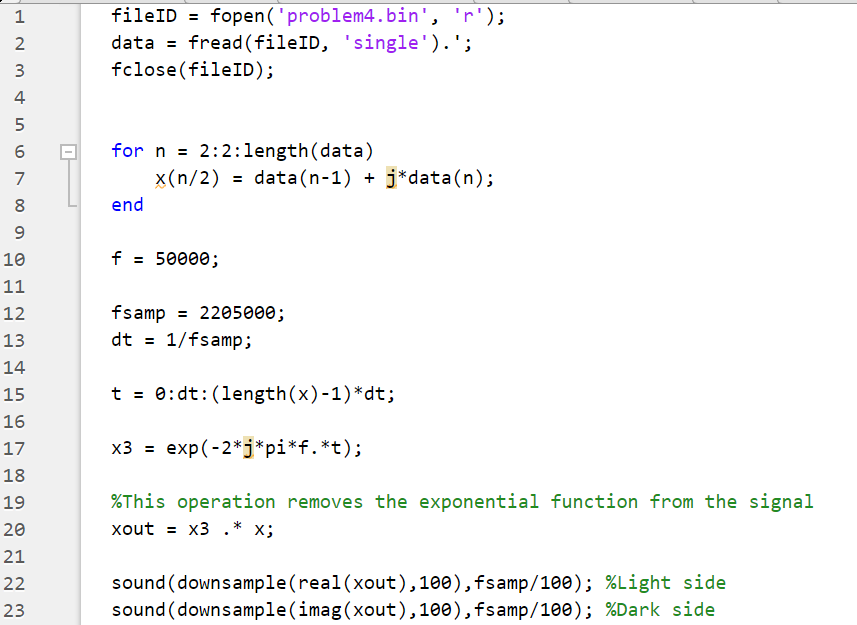 1 fileID = fopen('problem4.bin', 'r');
2 data = fread(fileID, 'single').';
3 fclose(fileID);
4
5
6 for n = 2:2:length(data)
7 x(n/2) = data(n-1) + j*data(n);
8 end
9
10 f = 50000;
11
12 fsamp = 2205000;
13 dt = 1/fsamp;
14
15 t = 0:dt:(length(x)-1)*dt;
16
17 x3 = exp(-2*j*pi*f.*t);
18
19 %This operation removes the exponential function from the signal
20 xout = x3 .* x;
21
22 sound(downsample(real(xout),100),fsamp/100); %Light side
23 sound(downsample(imag(xout),100),fsamp/100); %Dark side